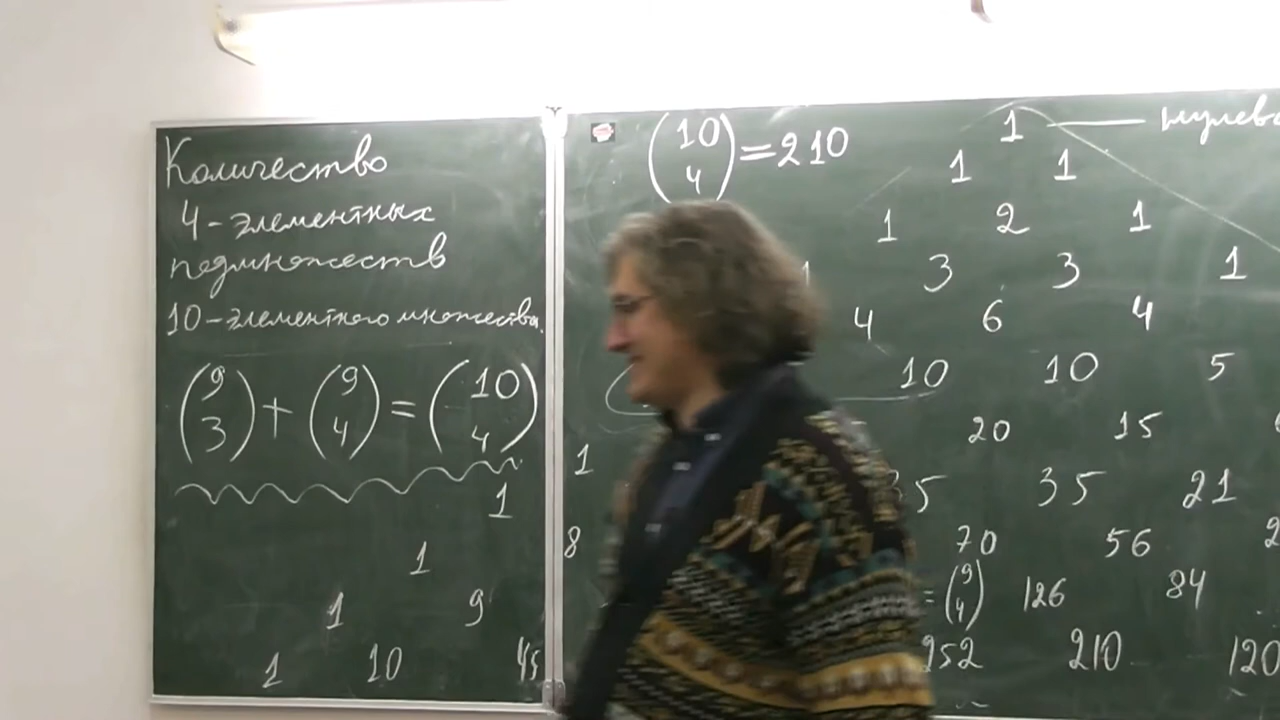 Количество
4-элементных
подмножеств
10-элементного множества.
(9 3) + (9 4) = (10 4)
1
1
1 9
1 10 45
(10 4) = 210
1 — нулева
1 1
1 2 1
1 3 3 1
4 6 4
10 10 5
20 15
1 35 35 21
8 70 56
= (9 4) 126 84
252 210 120